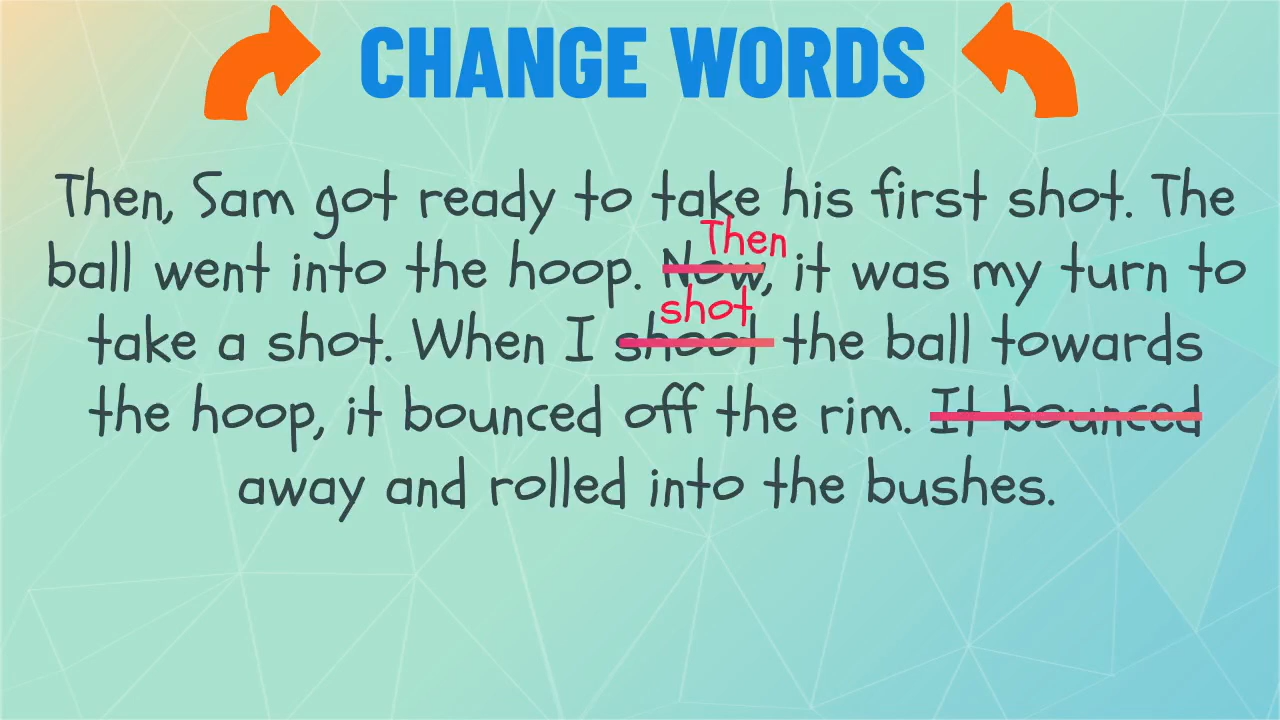 CHANGE WORDS
Then, Sam got ready to take his first shot. The
Then
ball went into the hoop. Now, it was my turn to
shot
take a shot. When I shoot the ball towards
the hoop, it bounced off the rim. It bounced
away and rolled into the bushes.